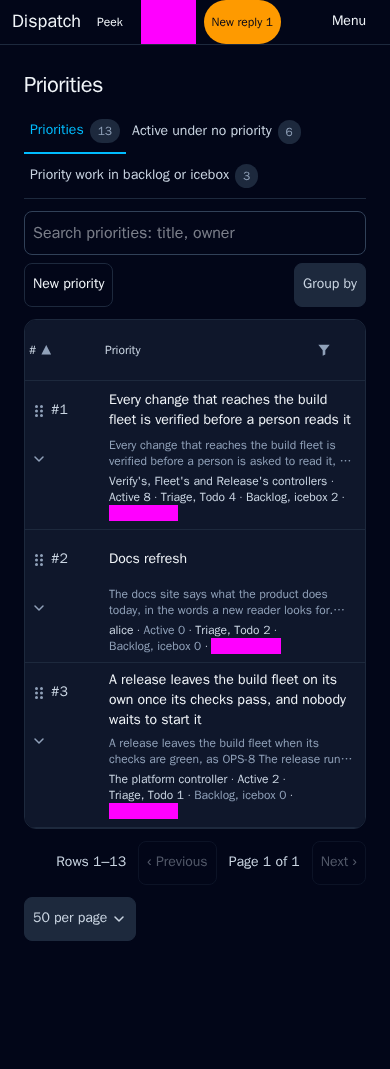 Dispatch Peek New reply 1 Menu
Priorities
Priorities 13 Active under no priority 6
Priority work in backlog or icebox 3
Search priorities: title, owner
New priority Group by
# ▲ Priority
#1 Every change that reaches the build
fleet is verified before a person reads it
Every change that reaches the build fleet is
verified before a person is asked to read it, ···
Verify's, Fleet's and Release's controllers ·
Active 8 · Triage, Todo 4 · Backlog, icebox 2 ·
#2 Docs refresh
The docs site says what the product does
today, in the words a new reader looks for.···
alice · Active 0 · Triage, Todo 2 ·
Backlog, icebox 0 ·
#3 A release leaves the build fleet on its
own once its checks pass, and nobody
waits to start it
A release leaves the build fleet when its
checks are green, as OPS-8 The release run···
The platform controller · Active 2 ·
Triage, Todo 1 · Backlog, icebox 0 ·
Rows 1–13 ‹ Previous Page 1 of 1 Next ›
50 per page